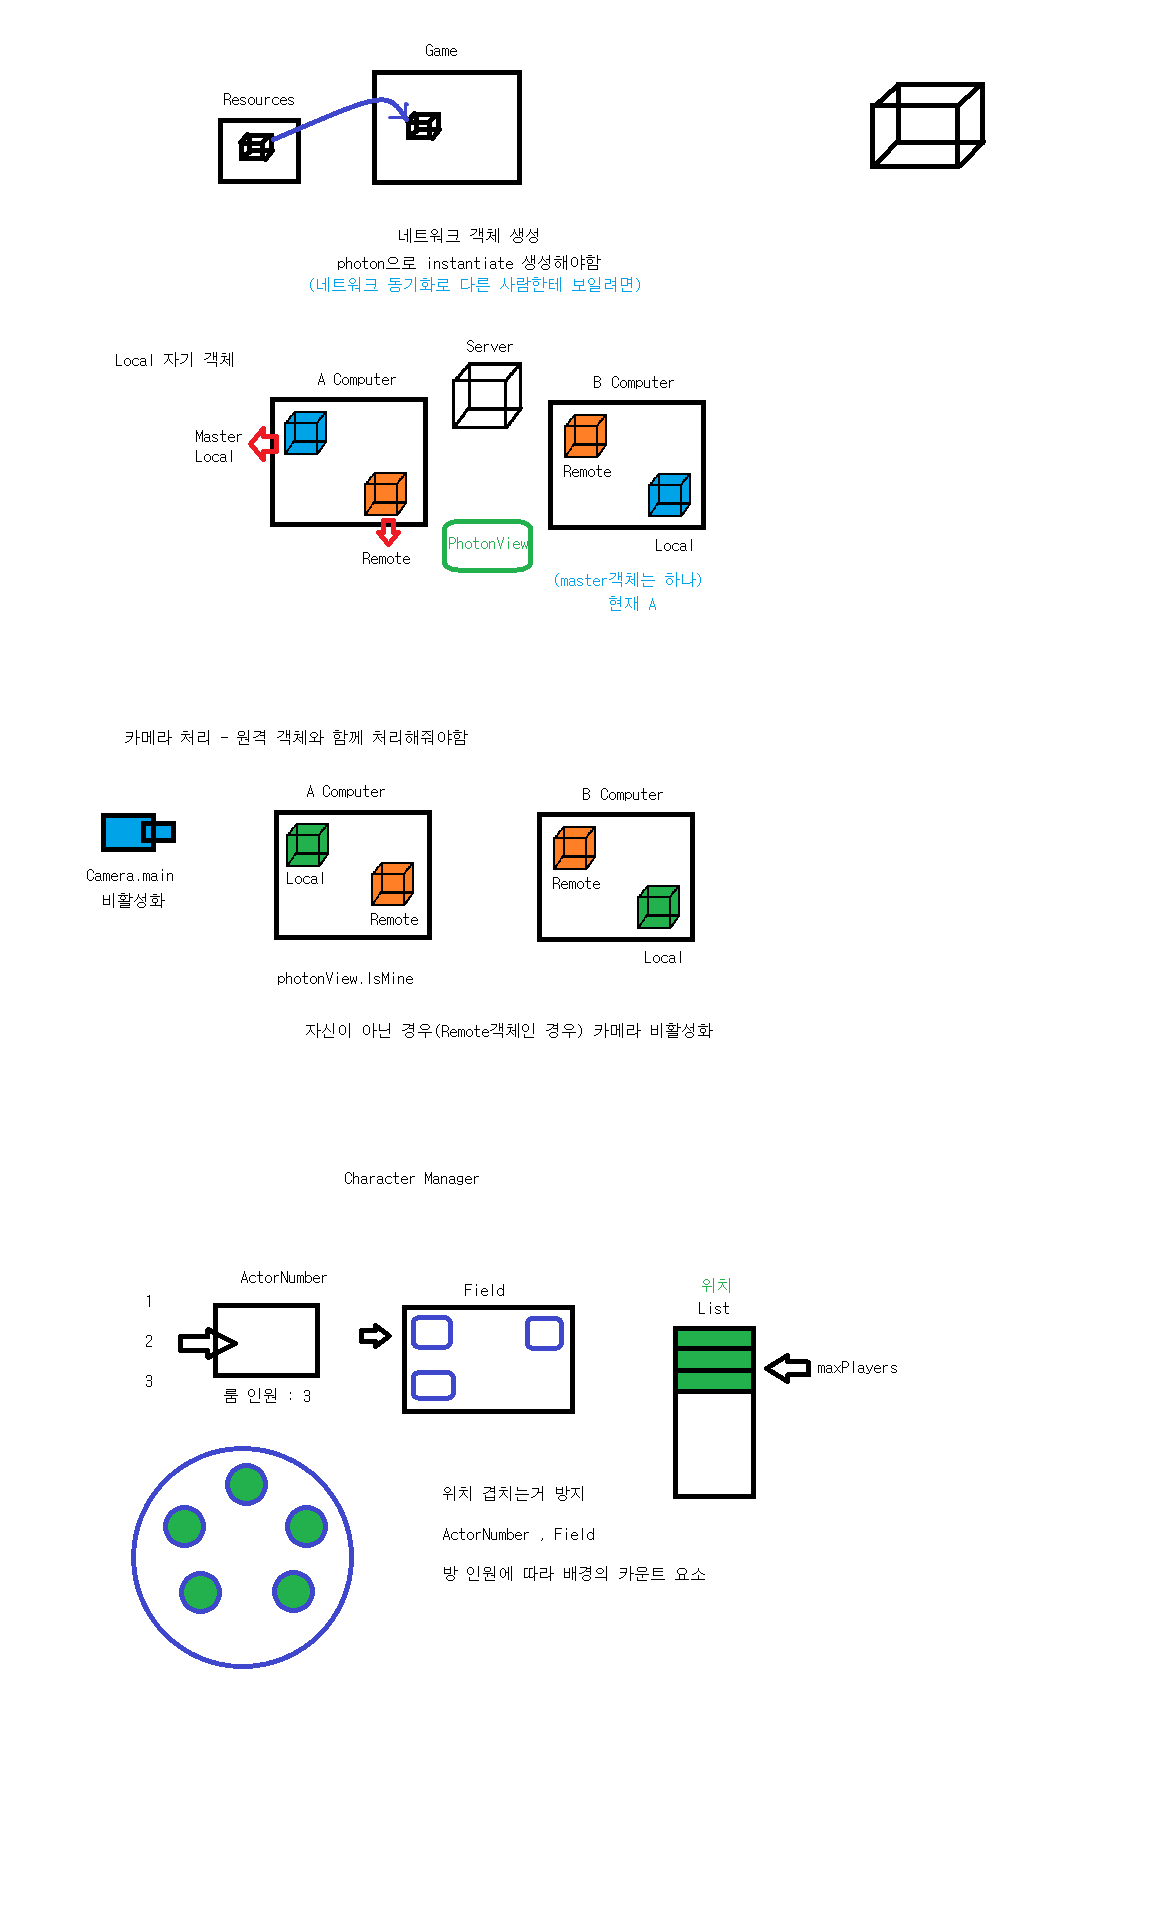 Game
Resources
네트워크 객체 생성
photon으로 instantiate 생성해야함
(네트워크 동기화로 다른 사람한테 보일려면)
Local 자기 객체
Server
A Computer
B Computer
Master
Local
Remote
Remote
PhotonView
Local
(master객체는 하나)
현재 A
카메라 처리 - 원격 객체와 함께 처리해줘야함
A Computer
B Computer
Camera.main
비활성화
Local
Remote
Remote
Local
photonView.IsMine
자신이 아닌 경우(Remote객체인 경우) 카메라 비활성화
Character Manager
ActorNumber
1
2
3
룸 인원 : 3
Field
위치
List
maxPlayers
위치 겹치는거 방지
ActorNumber , Field
방 인원에 따라 배경의 카운트 요소